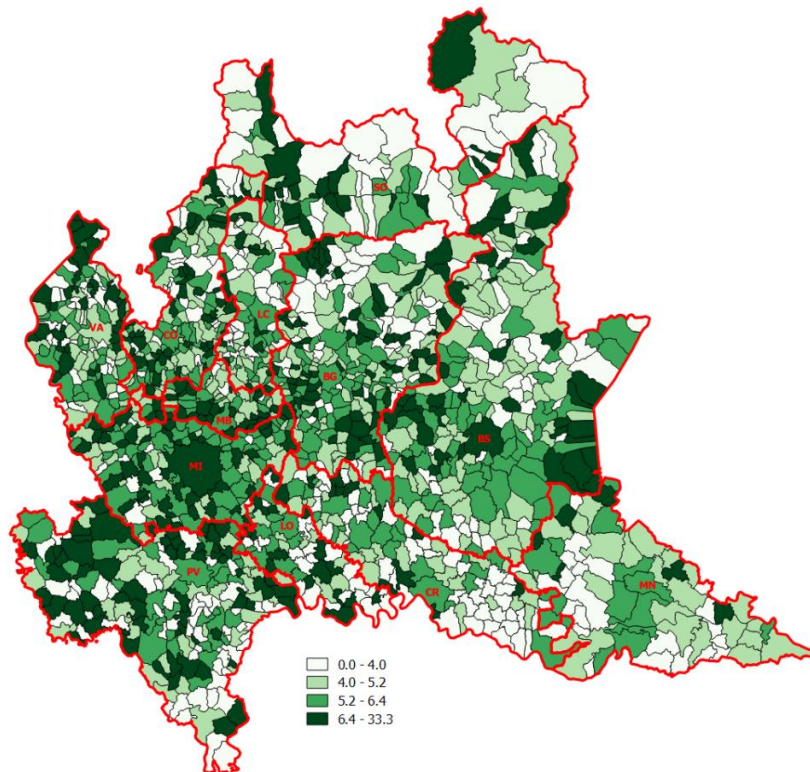 SO
VA
CO
LC
BG
MB
MI
BS
LO
PV
CR
MN
0.0 - 4.0
4.0 - 5.2
5.2 - 6.4
6.4 - 33.3